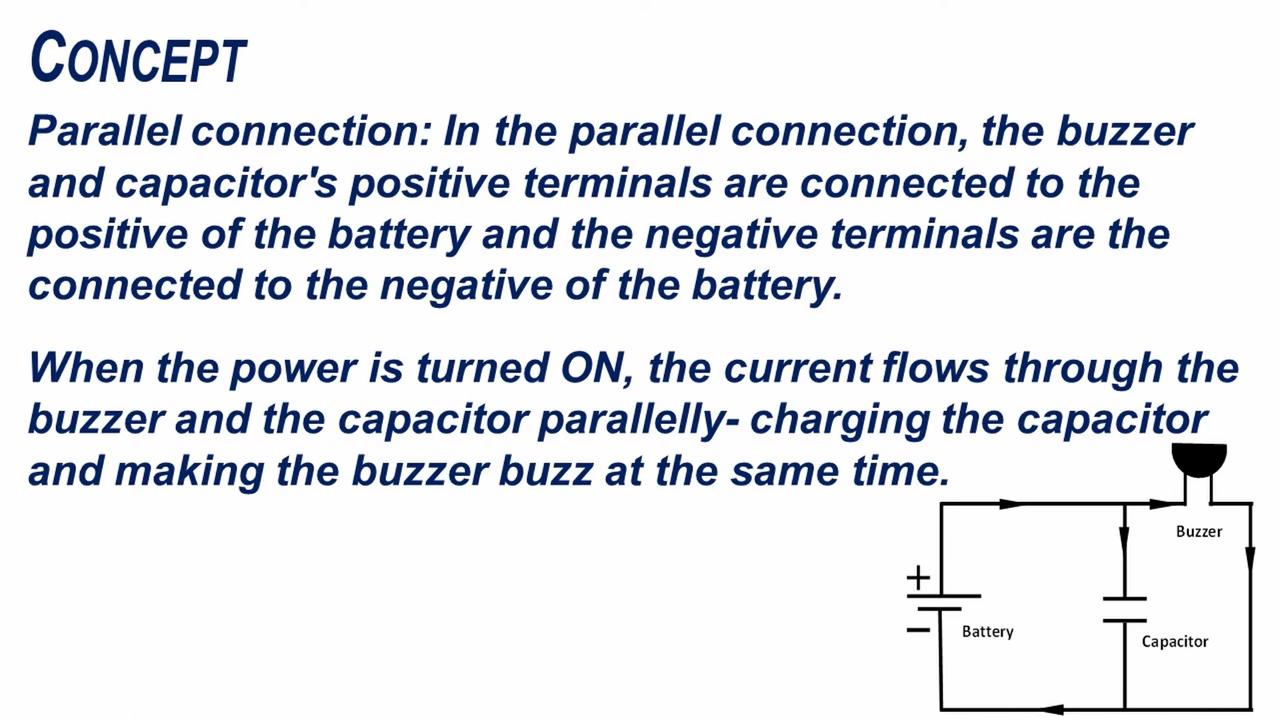 CONCEPT
Parallel connection: In the parallel connection, the buzzer
and capacitor's positive terminals are connected to the
positive of the battery and the negative terminals are the
connected to the negative of the battery.
When the power is turned ON, the current flows through the
buzzer and the capacitor parallelly- charging the capacitor
and making the buzzer buzz at the same time.
Buzzer
+
−
Battery
Capacitor